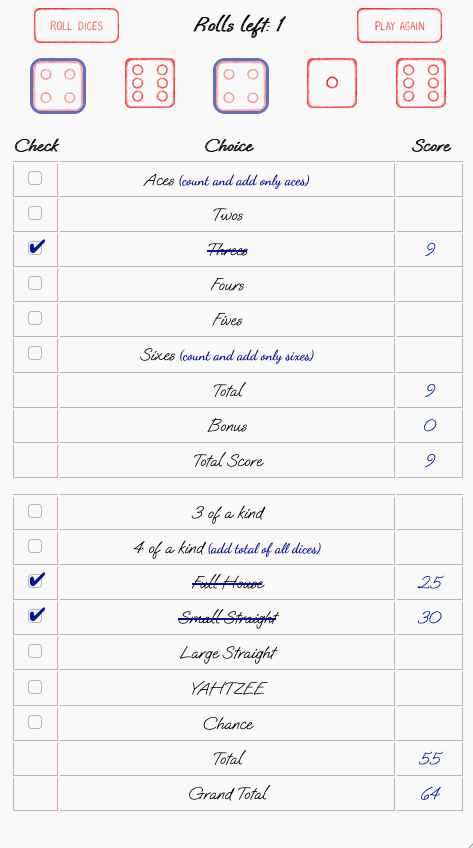 ROLL DICES Rolls left: 1 PLAY AGAIN
Check Choice Score
Aces (count and add only aces)
Twos
Threes 9
Fours
Fives
Sixes (count and add only sixes)
Total 9
Bonus 0
Total Score 9
3 of a kind
4 of a kind (add total of all dices)
Full House 25
Small Straight 30
Large Straight
YAHTZEE
Chance
Total 55
Grand Total 64